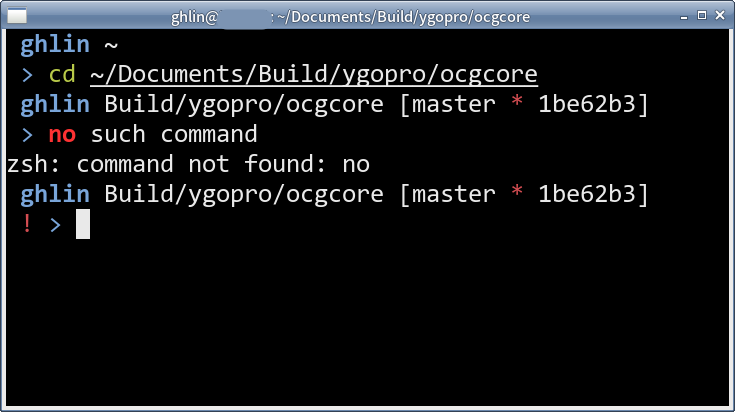 ghlin@ : ~/Documents/Build/ygopro/ocgcore
ghlin ~
> cd ~/Documents/Build/ygopro/ocgcore
ghlin Build/ygopro/ocgcore [master * 1be62b3]
> no such command
zsh: command not found: no
ghlin Build/ygopro/ocgcore [master * 1be62b3]
! >